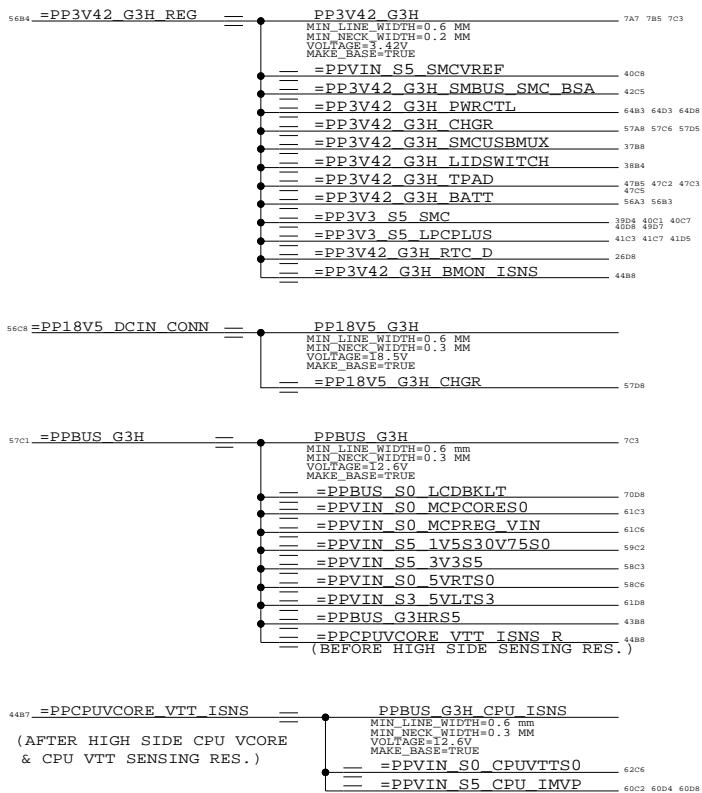 56B4 =PP3V42_G3H_REG PP3V42_G3H 7A7 7B5 7C3
MIN_LINE_WIDTH=0.6 MM
MIN_NECK_WIDTH=0.2 MM
VOLTAGE=3.42V
MAKE_BASE=TRUE
=PPVIN_S5_SMCVREF 40C8
=PP3V42_G3H_SMBUS_SMC_BSA 42C5
=PP3V42_G3H_PWRCTL 64B3 64D3 64D8
=PP3V42_G3H_CHGR 57A8 57C6 57D5
=PP3V42_G3H_SMCUSBMUX 37B8
=PP3V42_G3H_LIDSWITCH 38B4
=PP3V42_G3H_TPAD 47B5 47C2 47C3
47C5
=PP3V42_G3H_BATT 56A3 56B3
=PP3V3_S5_SMC 39D4 40C1 40C7
40D8 49D7
=PP3V3_S5_LPCPLUS 41C3 41C7 41D5
=PP3V42_G3H_RTC_D 26D8
=PP3V42_G3H_BMON_ISNS 44B8
56C8 =PP18V5_DCIN_CONN PP18V5_G3H
MIN_LINE_WIDTH=0.6 MM
MIN_NECK_WIDTH=0.3 MM
VOLTAGE=18.5V
MAKE_BASE=TRUE
=PP18V5_G3H_CHGR 57D8
57C1 =PPBUS_G3H PPBUS_G3H 7C3
MIN_LINE_WIDTH=0.6 mm
MIN_NECK_WIDTH=0.3 MM
VOLTAGE=12.6V
MAKE_BASE=TRUE
=PPBUS_S0_LCDBKLT 70D8
=PPVIN_S0_MCPCORES0 61C3
=PPVIN_S0_MCPREG_VIN 61C6
=PPVIN_S5_1V5S30V75S0 59C2
=PPVIN_S5_3V3S5 58C3
=PPVIN_S0_5VRTS0 58C6
=PPVIN_S3_5VLTS3 61D8
=PPBUS_G3HRS5 43B8
=PPCPUVCORE_VTT_ISNS_R 44B8
(BEFORE HIGH SIDE SENSING RES.)
44B7 =PPCPUVCORE_VTT_ISNS PPBUS_G3H_CPU_ISNS
MIN_LINE_WIDTH=0.6 mm
MIN_NECK_WIDTH=0.3 MM
VOLTAGE=12.6V
MAKE_BASE=TRUE
(AFTER HIGH SIDE CPU VCORE
& CPU VTT SENSING RES.)
=PPVIN_S0_CPUVTTS0 62C6
=PPVIN_S5_CPU_IMVP 60C2 60D4 60D8